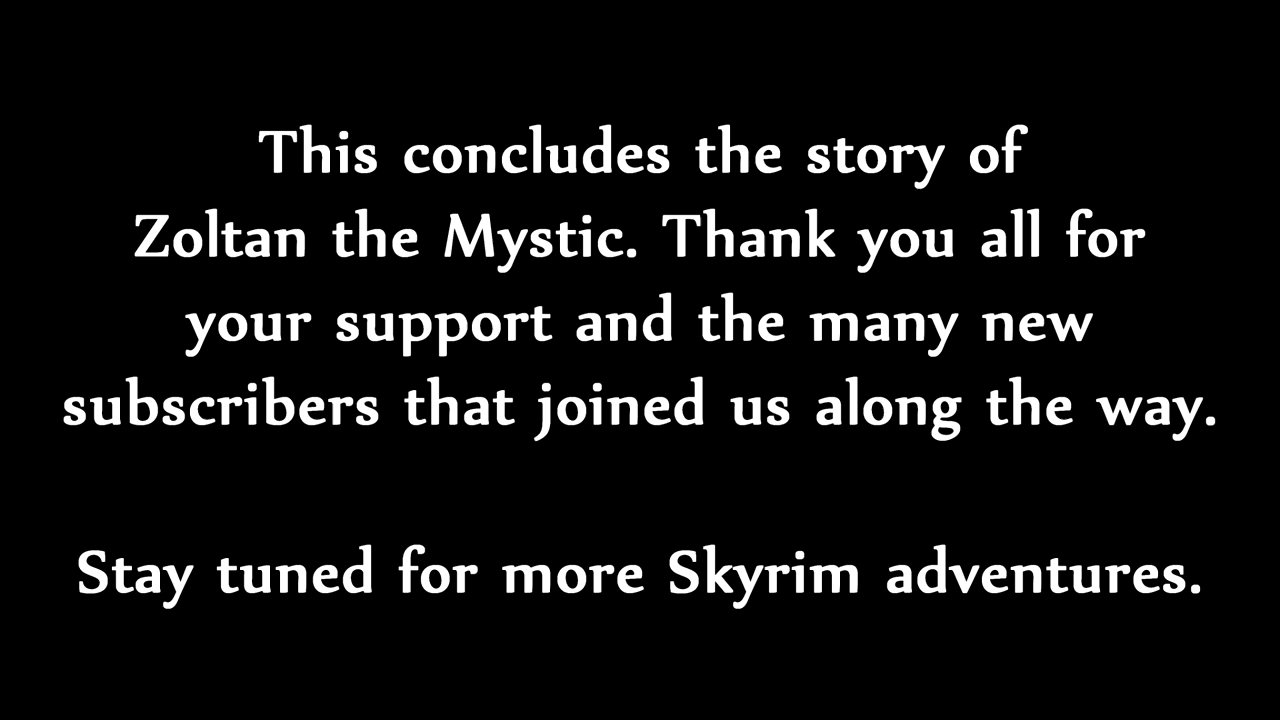 This concludes the story of
Zoltan the Mystic. Thank you all for
your support and the many new
subscribers that joined us along the way.
Stay tuned for more Skyrim adventures.